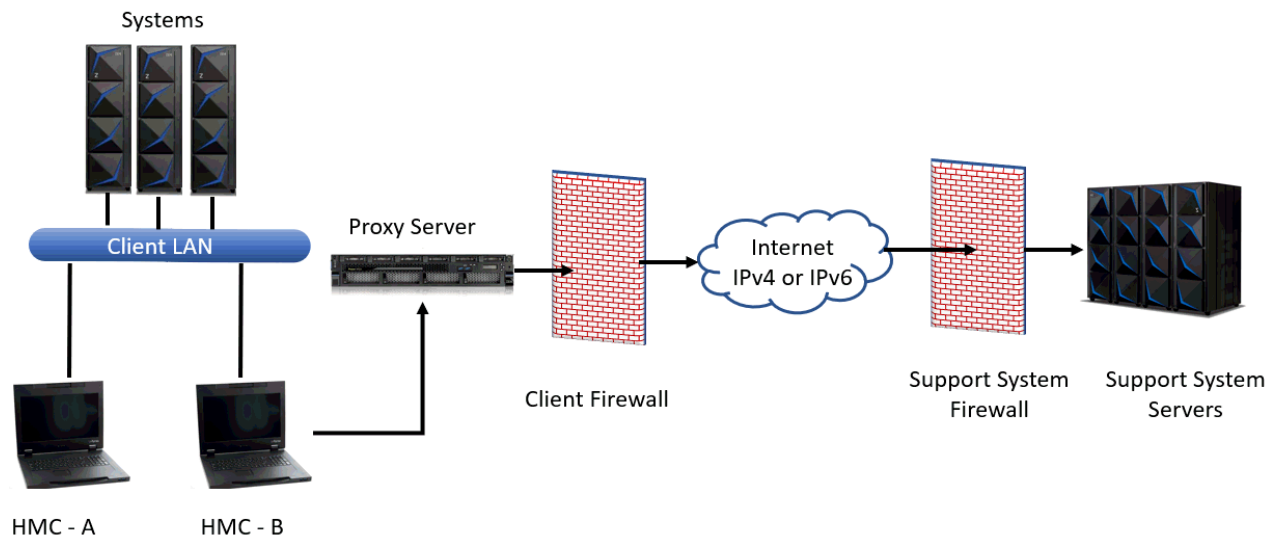 Systems
Client LAN
Proxy Server
Internet
IPv4 or IPv6
Client Firewall
Support System
Firewall
Support System
Servers
HMC - A
HMC - B